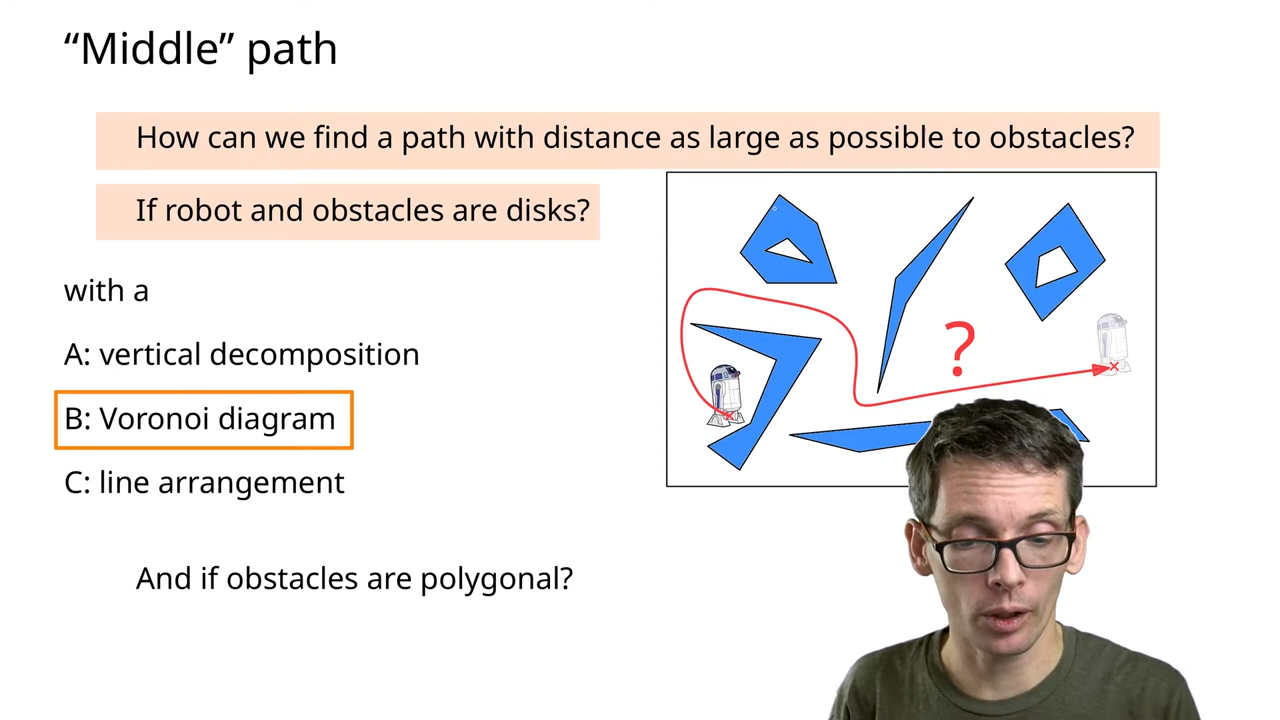 “Middle” path
How can we find a path with distance as large as possible to obstacles?
If robot and obstacles are disks?
with a
A: vertical decomposition
B: Voronoi diagram
C: line arrangement
?
And if obstacles are polygonal?